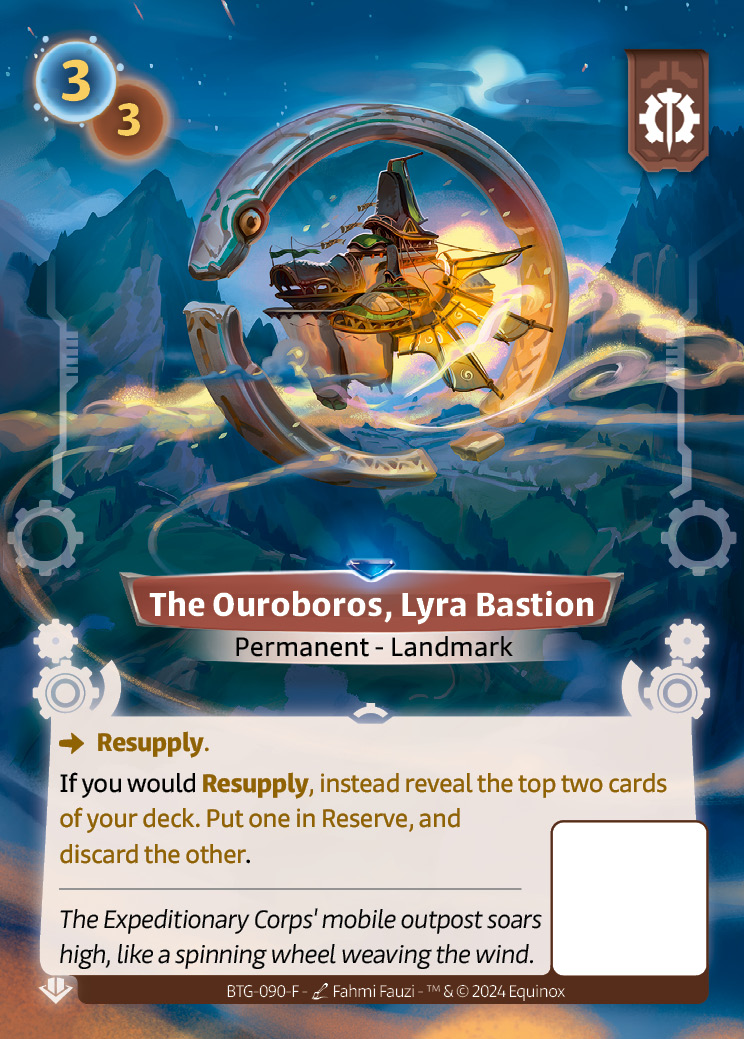 3
3
The Ouroboros, Lyra Bastion
Permanent - Landmark
Resupply.
If you would Resupply, instead reveal the top two cards
of your deck. Put one in Reserve, and
discard the other.
The Expeditionary Corps' mobile outpost soars
high, like a spinning wheel weaving the wind.
BTG-090-F - Fahmi Fauzi - ™ & © 2024 Equinox